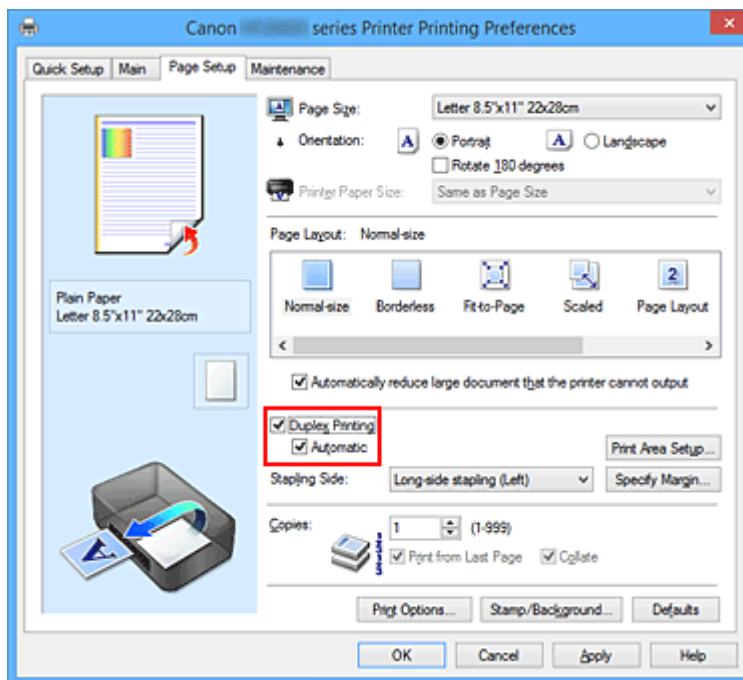 Canon series Printer Printing Preferences
Quick Setup Main Page Setup Maintenance
Page Size: Letter 8.5"x11" 22x28cm
Orientation: A Portrait A Landscape
Rotate 180 degrees
Printer Paper Size: Same as Page Size
Page Layout: Normal-size
2
Normal-size Borderless Fit-to-Page Scaled Page Layout
Plain Paper
Letter 8.5"x11" 22x28cm
Automatically reduce large document that the printer cannot output
Duplex Printing
Automatic
Print Area Setup...
Stapling Side: Long-side stapling (Left) Specify Margin...
Copies: 1 (1-999)
Print from Last Page Collate
A
Print Options... Stamp/Background... Defaults
OK Cancel Apply Help